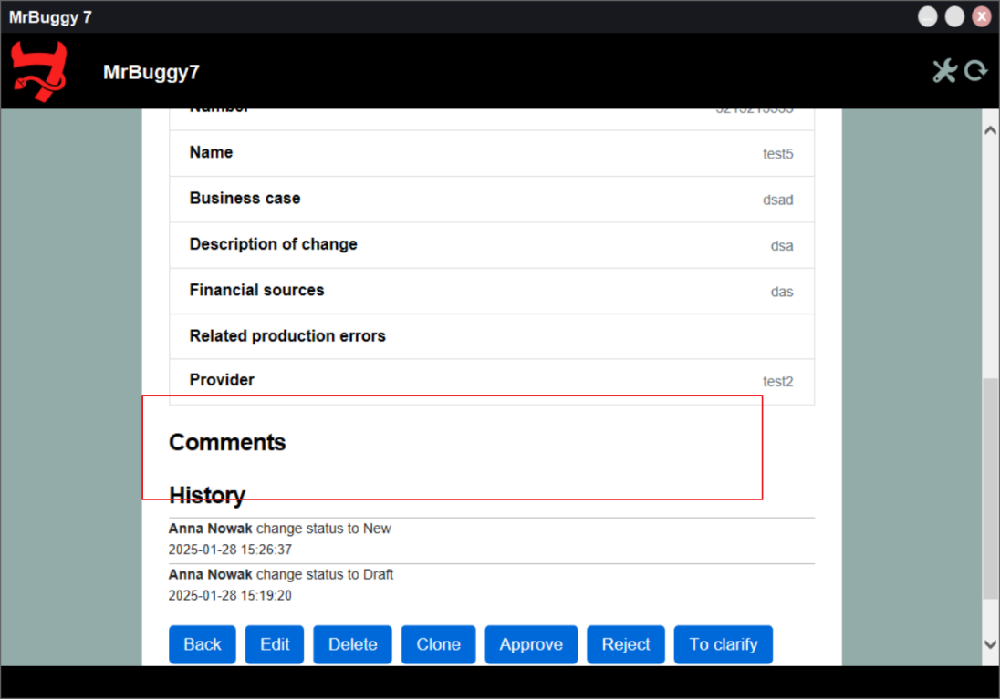 MrBuggy 7
MrBuggy7
Number
Name test5
Business case dsad
Description of change dsa
Financial sources das
Related production errors
Provider test2
Comments
History
Anna Nowak change status to New
2025-01-28 15:26:37
Anna Nowak change status to Draft
2025-01-28 15:19:20
Back Edit Delete Clone Approve Reject To clarify